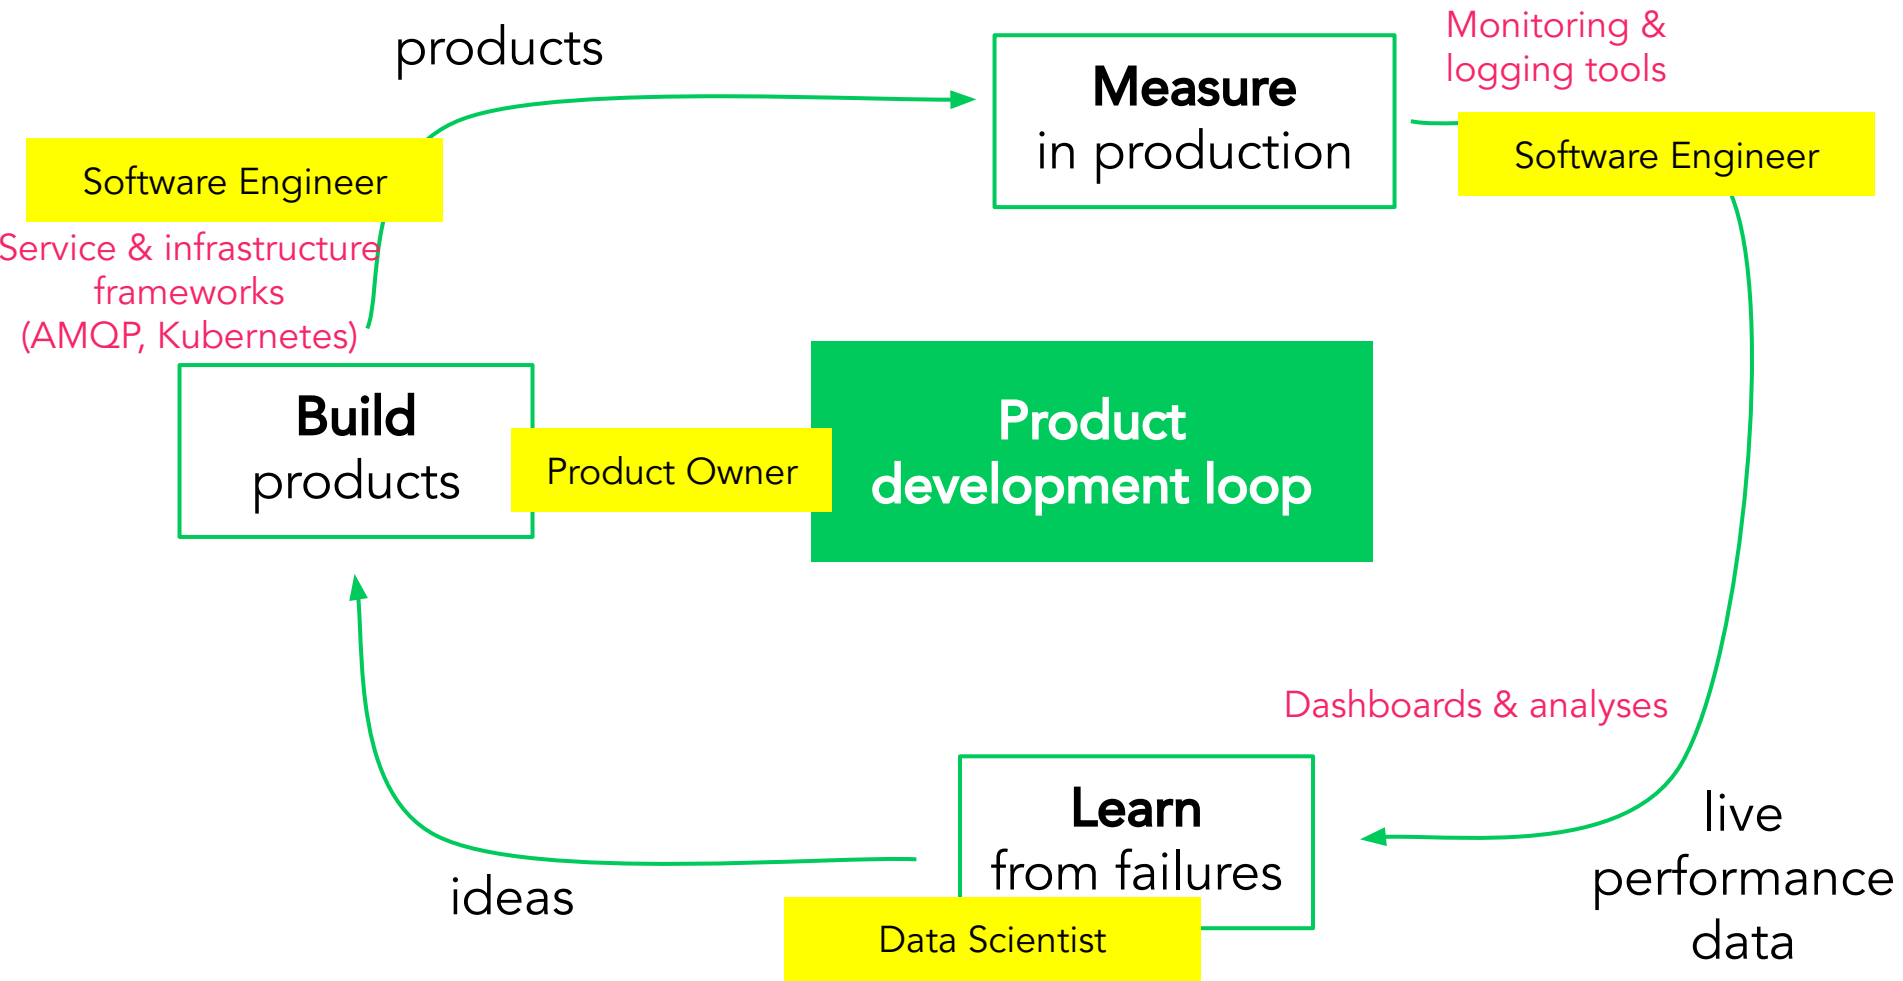 products
Measure
in production
Monitoring &
logging tools
Software Engineer
Software Engineer
Service & infrastructure
frameworks
(AMQP, Kubernetes)
Build
products
Product Owner
Product
development loop
Dashboards & analyses
Learn
from failures
Data Scientist
ideas
live
performance
data